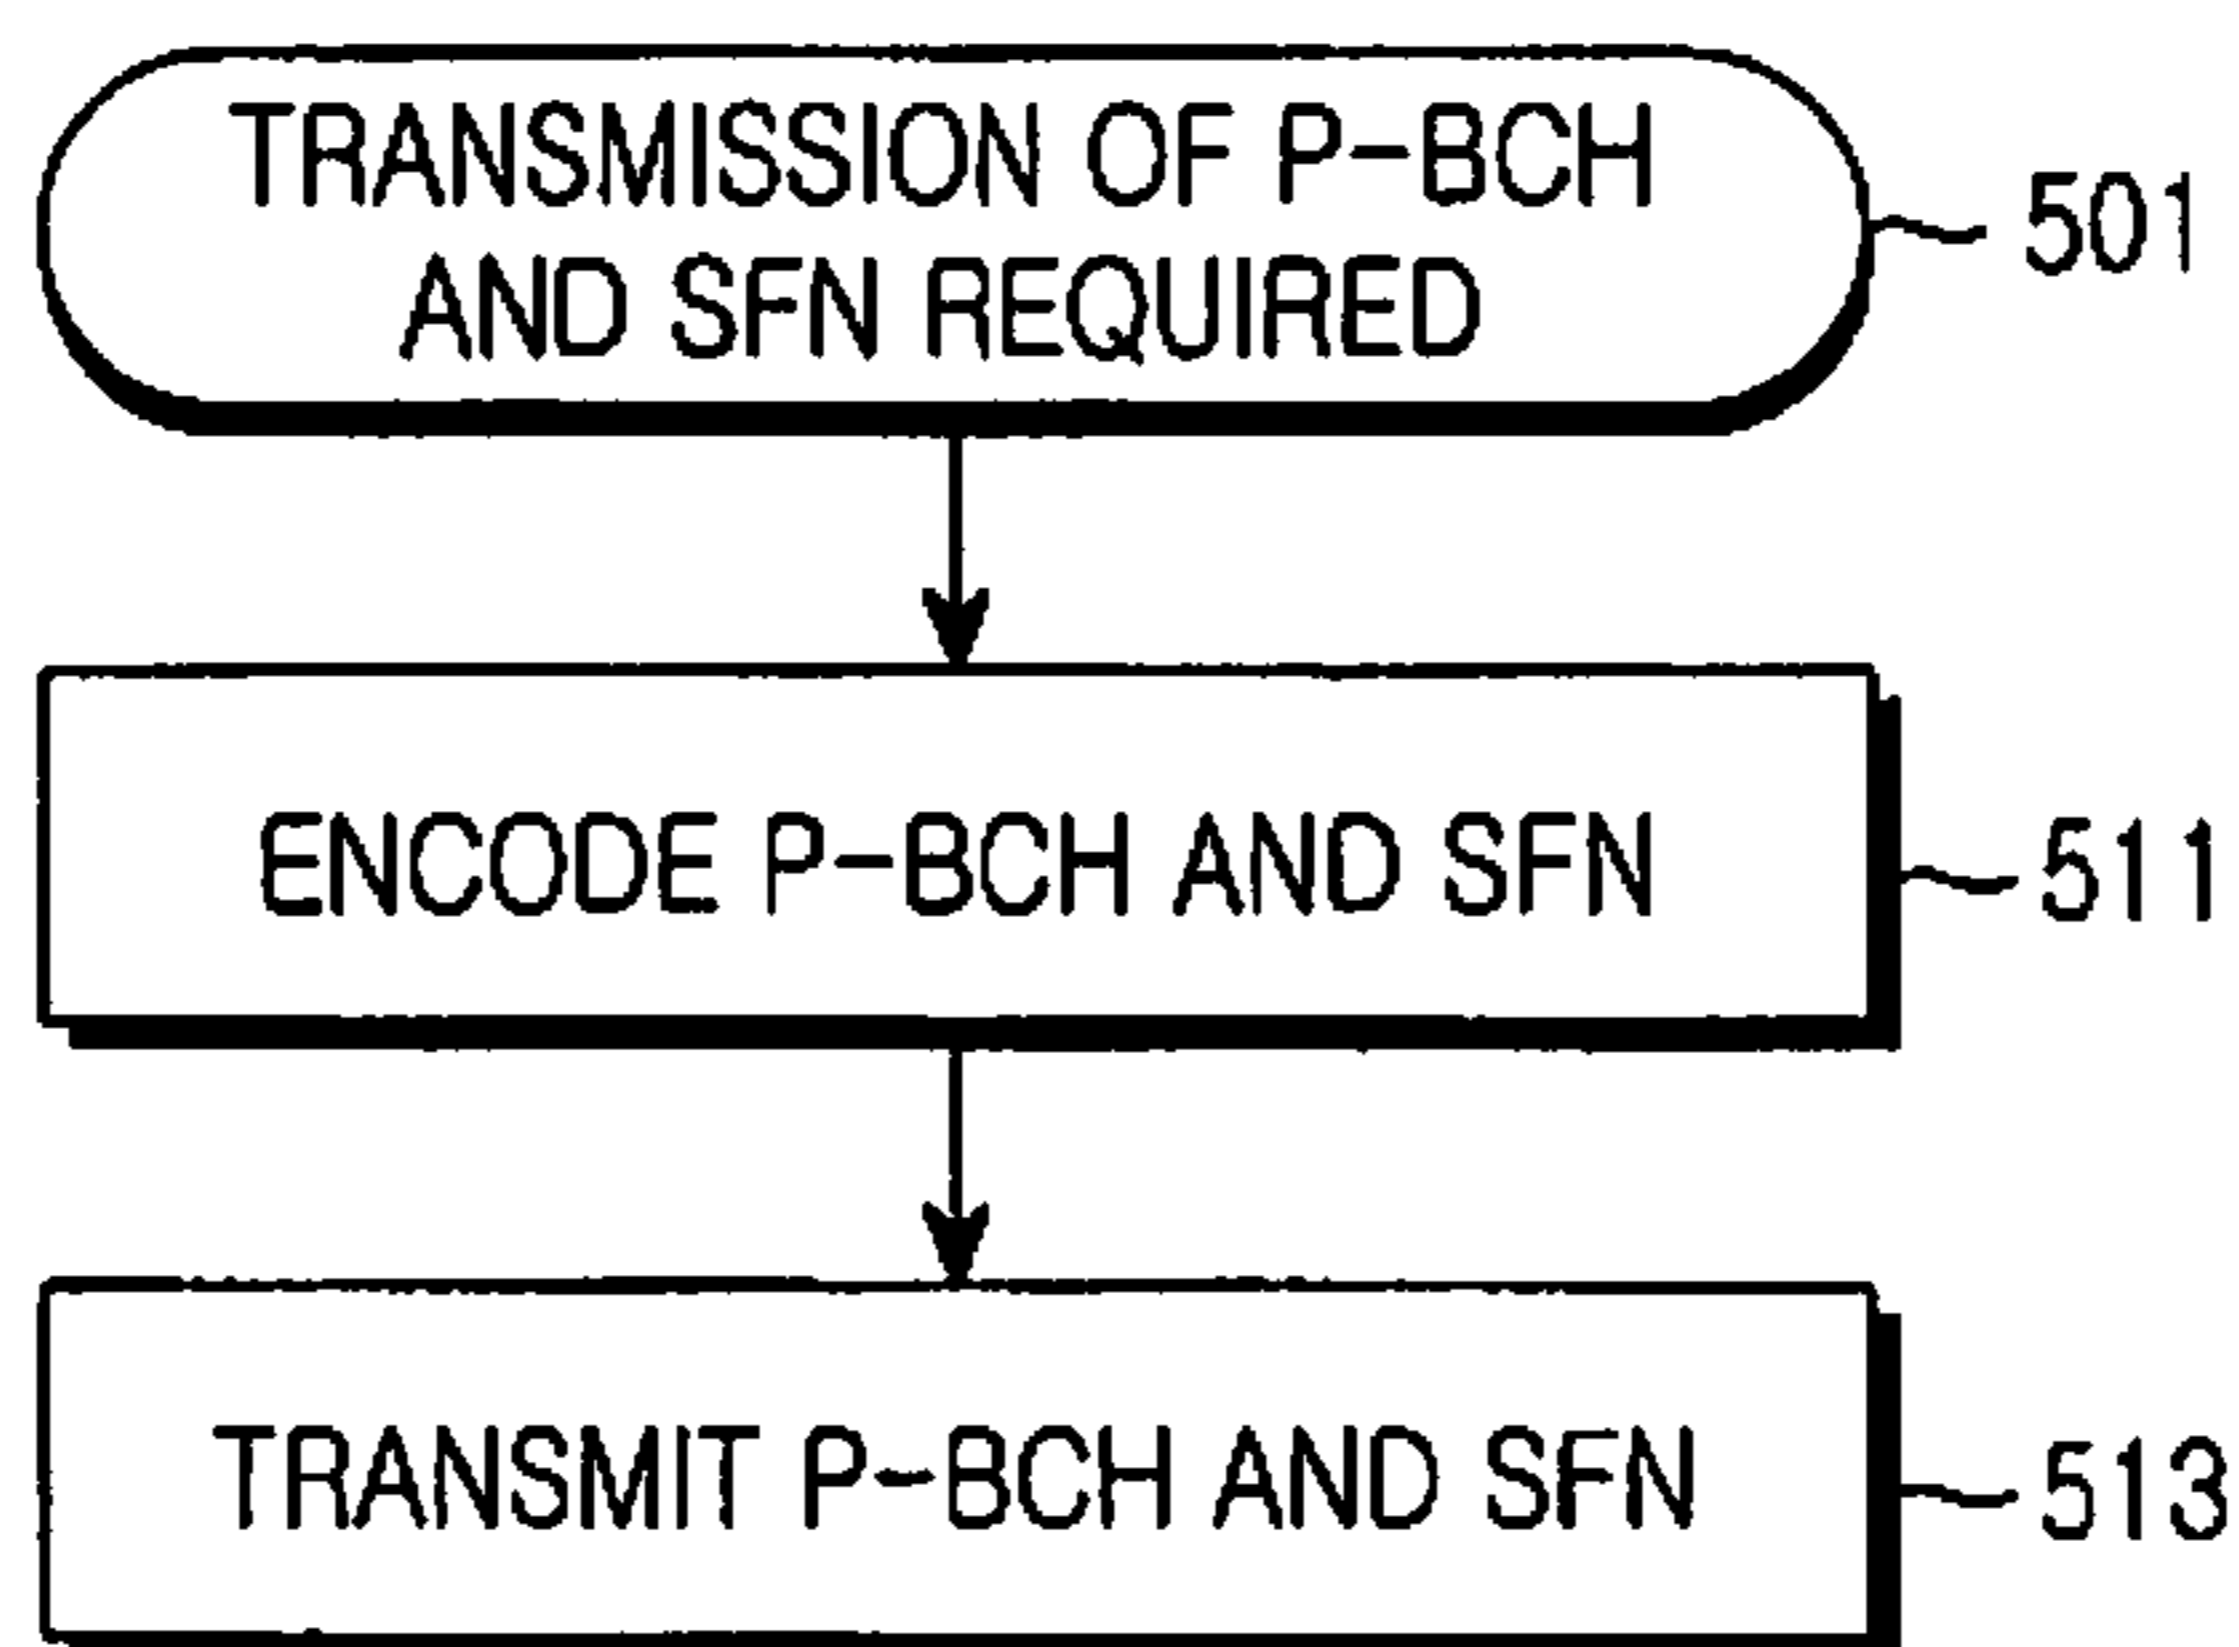 TRANSMISSION OF P-BCH
AND SFN REQUIRED
501
ENCODE P-BCH AND SFN
511
TRANSMIT P-BCH AND SFN
513